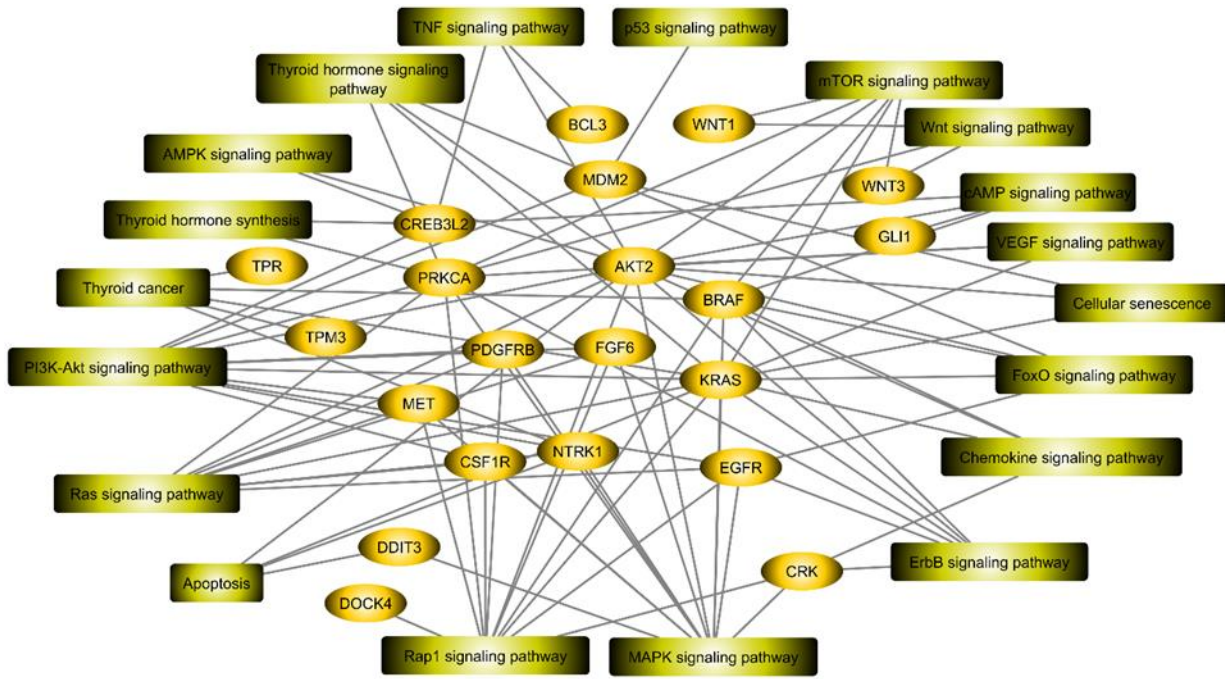 TNF signaling pathway
p53 signaling pathway
Thyroid hormone signaling
pathway
mTOR signaling pathway
BCL3
WNT1
Wnt signaling pathway
AMPK signaling pathway
MDM2
WNT3
cAMP signaling pathway
Thyroid hormone synthesis
CREB3L2
GLI1
VEGF signaling pathway
TPR
PRKCA
AKT2
Thyroid cancer
BRAF
Cellular senescence
TPM3
PDGFRB
FGF6
PI3K-Akt signaling pathway
KRAS
FoxO signaling pathway
MET
CSF1R
NTRK1
EGFR
Chemokine signaling pathway
Ras signaling pathway
DDIT3
CRK
ErbB signaling pathway
Apoptosis
DOCK4
Rap1 signaling pathway
MAPK signaling pathway